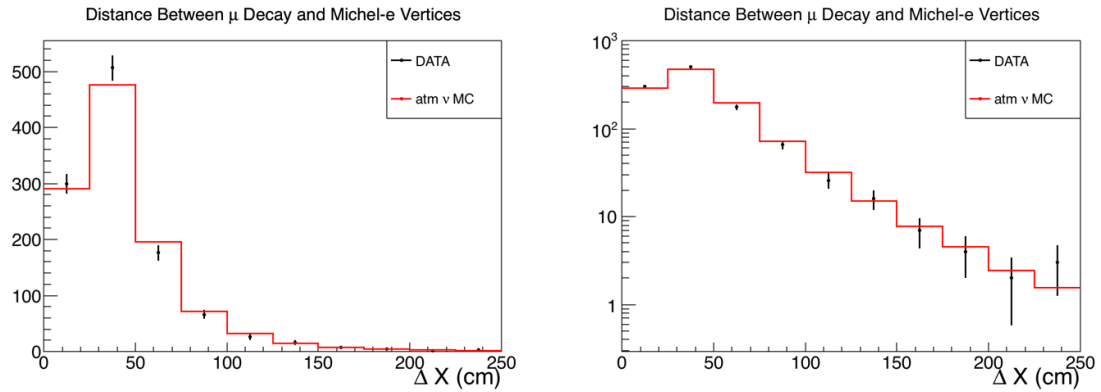 Distance Between μ Decay and Michel-e Vertices
DATA
atm ν MC
500
400
300
200
100
0
0 50 100 150 200 250
Δ X (cm)
Distance Between μ Decay and Michel-e Vertices
DATA
atm ν MC
10³
10²
10
1
0 50 100 150 200 250
Δ X (cm)